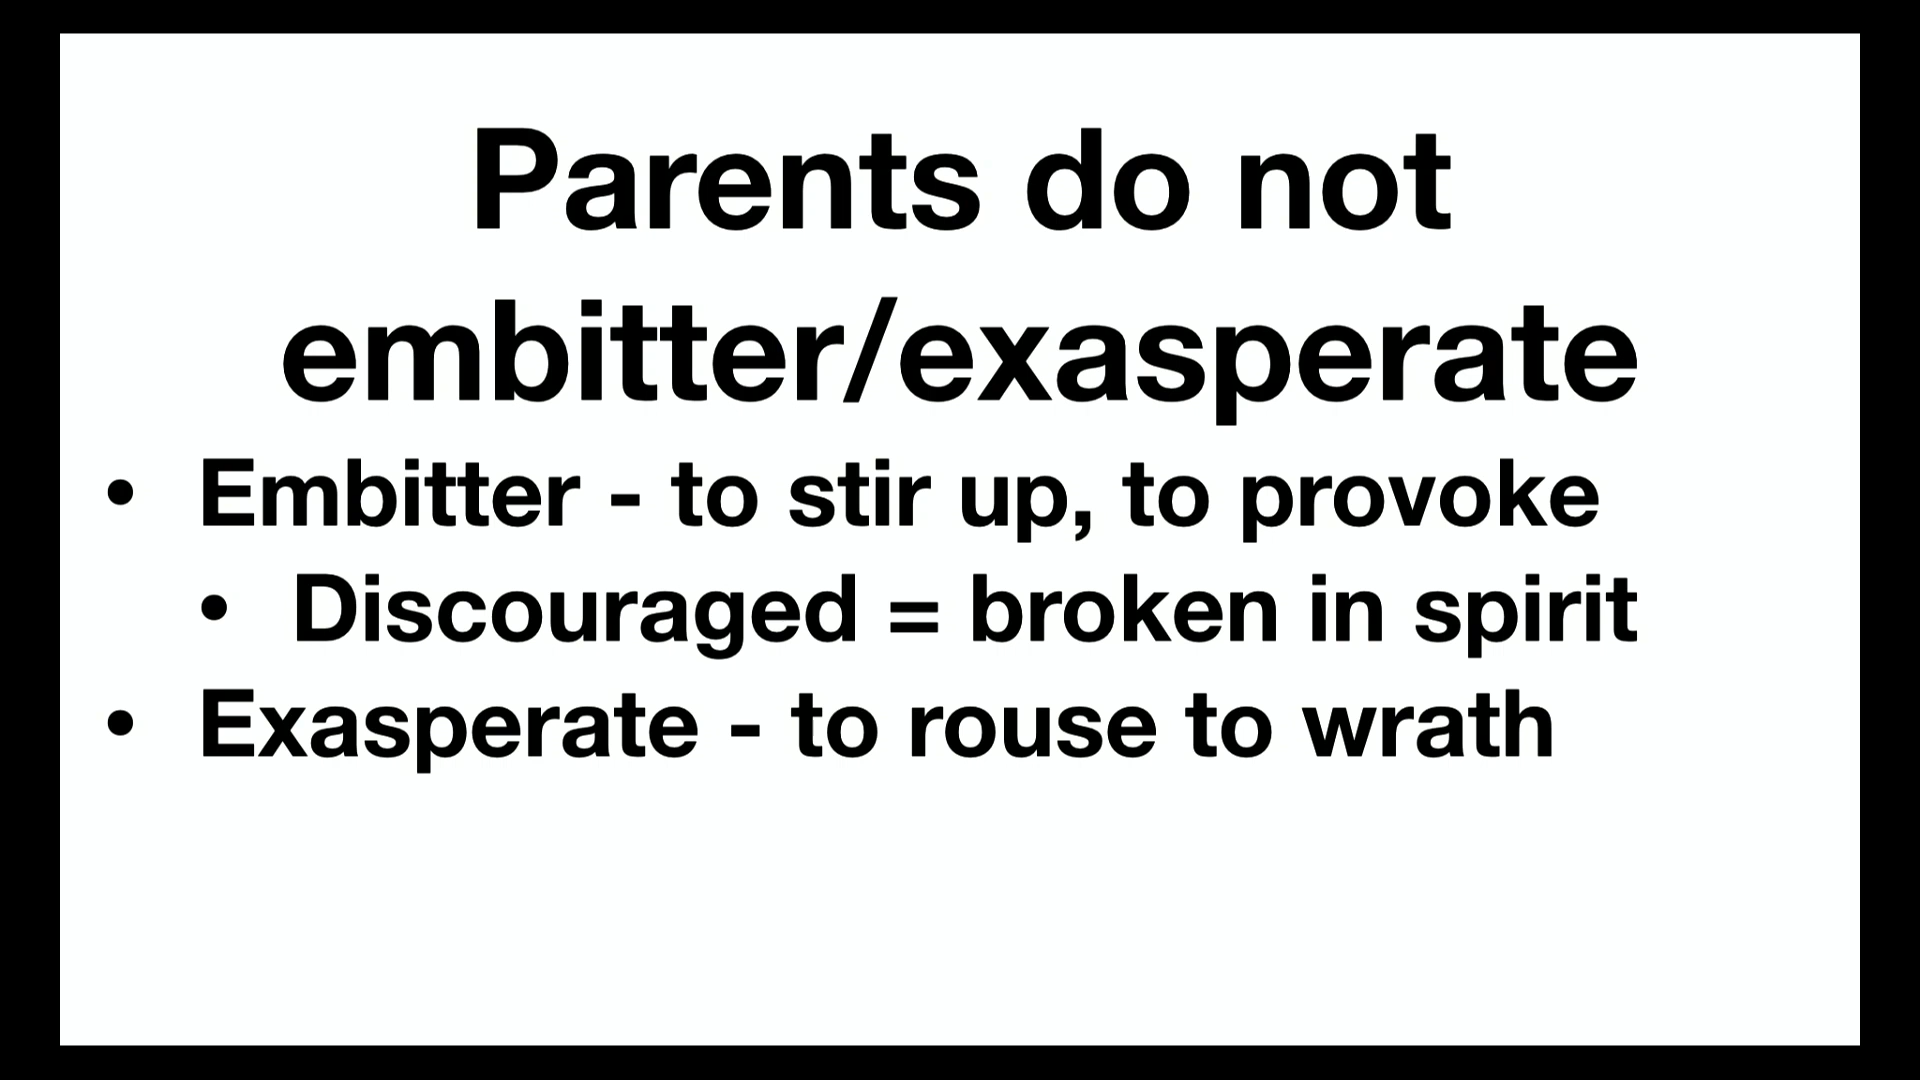 Parents do not
embitter/exasperate
• Embitter - to stir up, to provoke
• Discouraged = broken in spirit
• Exasperate - to rouse to wrath